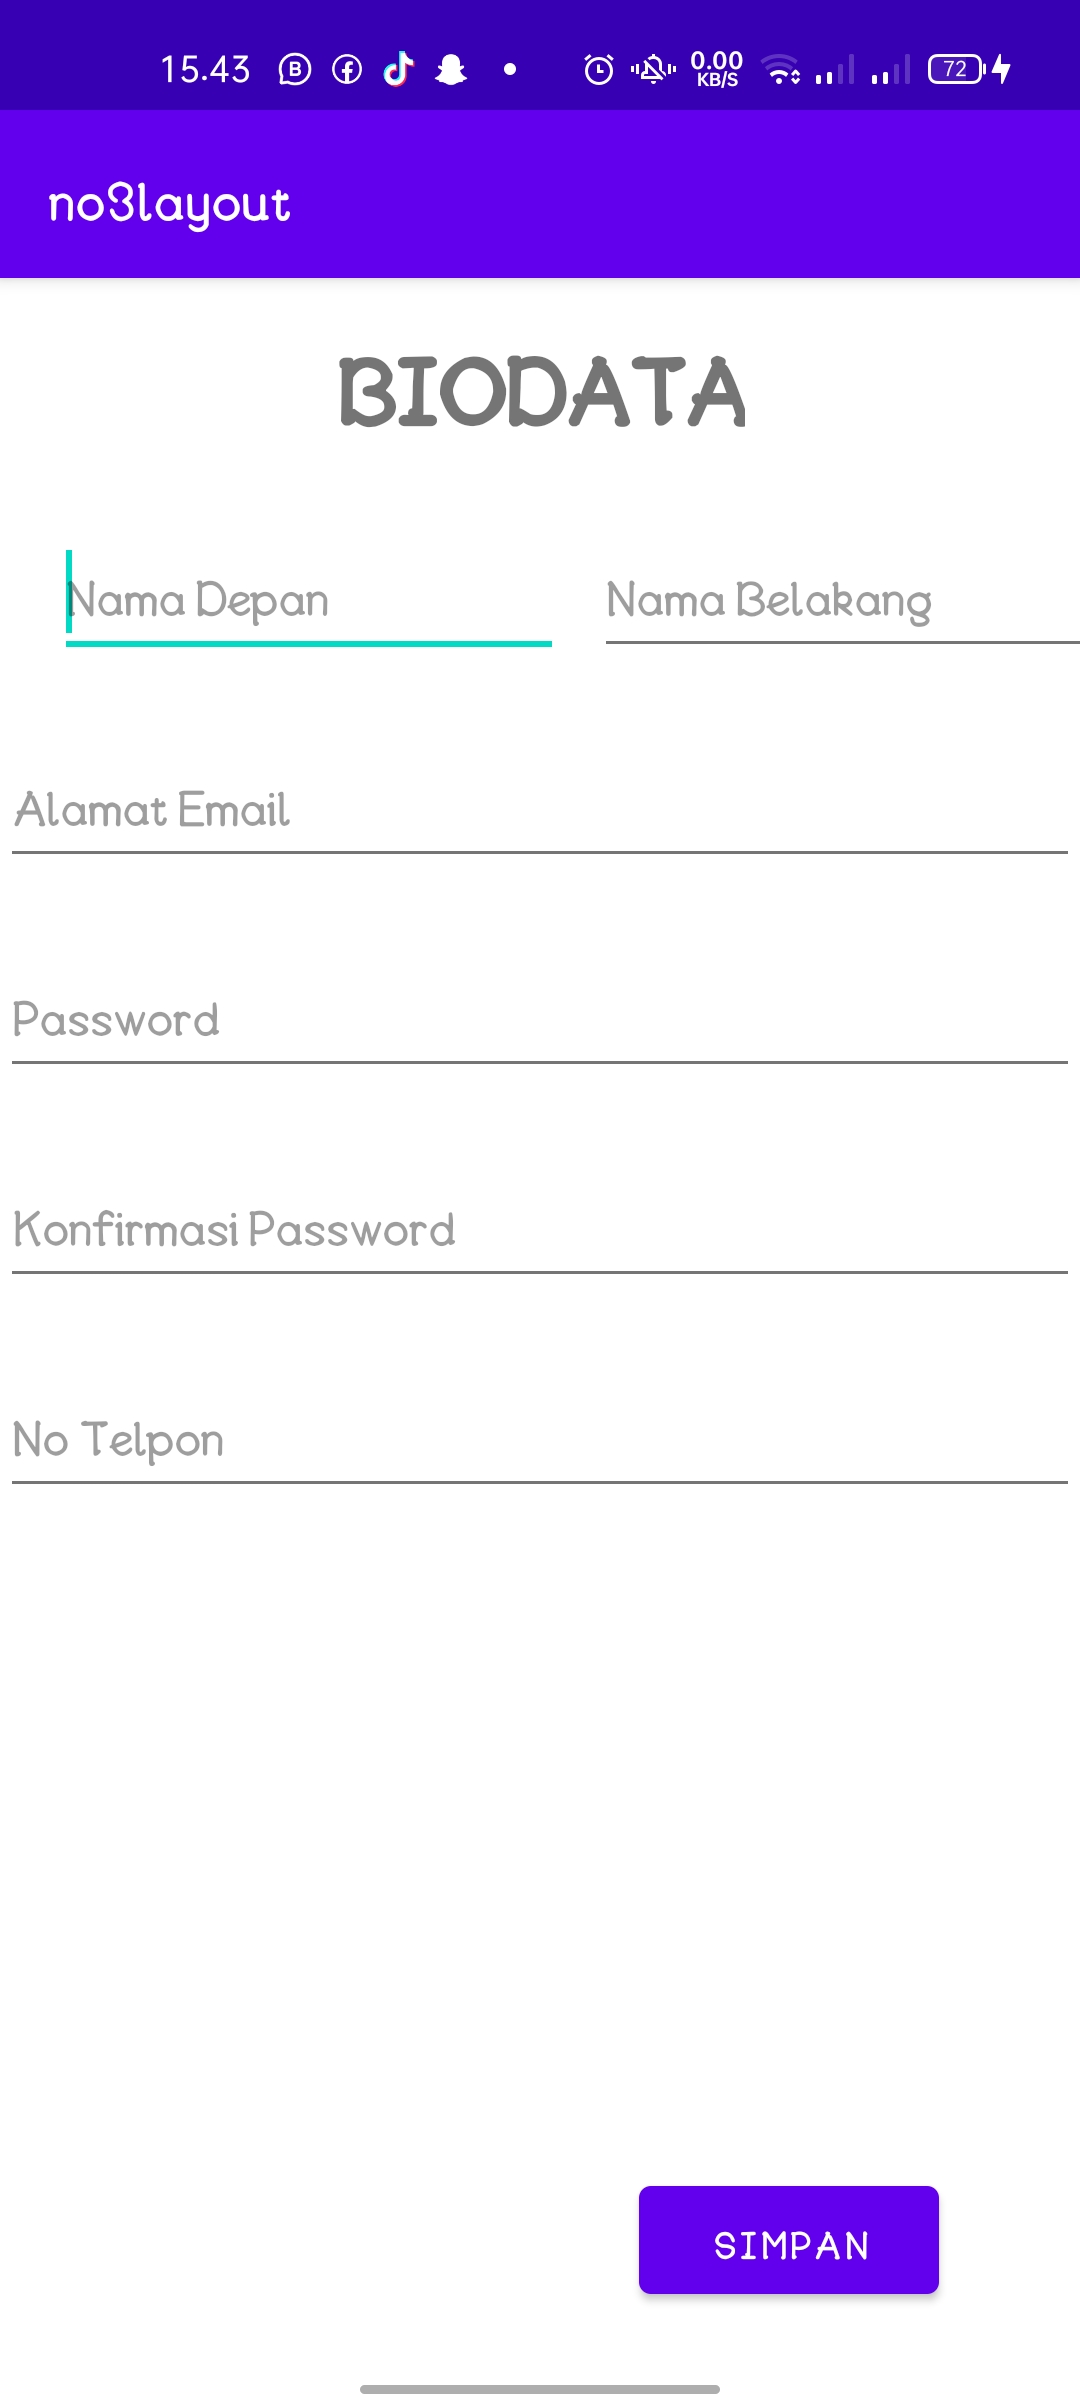 15.43 0.00 KB/S 72
no3layout
BIODATA
Nama Depan Nama Belakang
Alamat Email
Password
Konfirmasi Password
No Telpon
SIMPAN